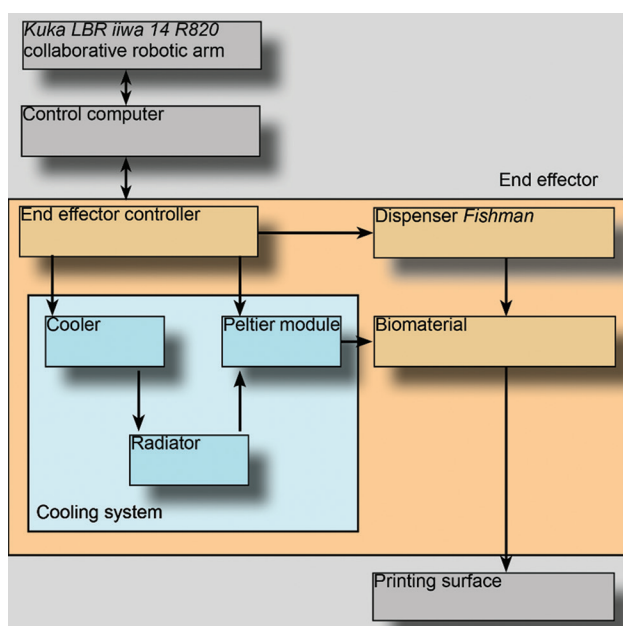 Kuka LBR iiwa 14 R820
collaborative robotic arm
Control computer
End effector
End effector controller
Dispenser Fishman
Cooler
Peltier module
Biomaterial
Radiator
Cooling system
Printing surface